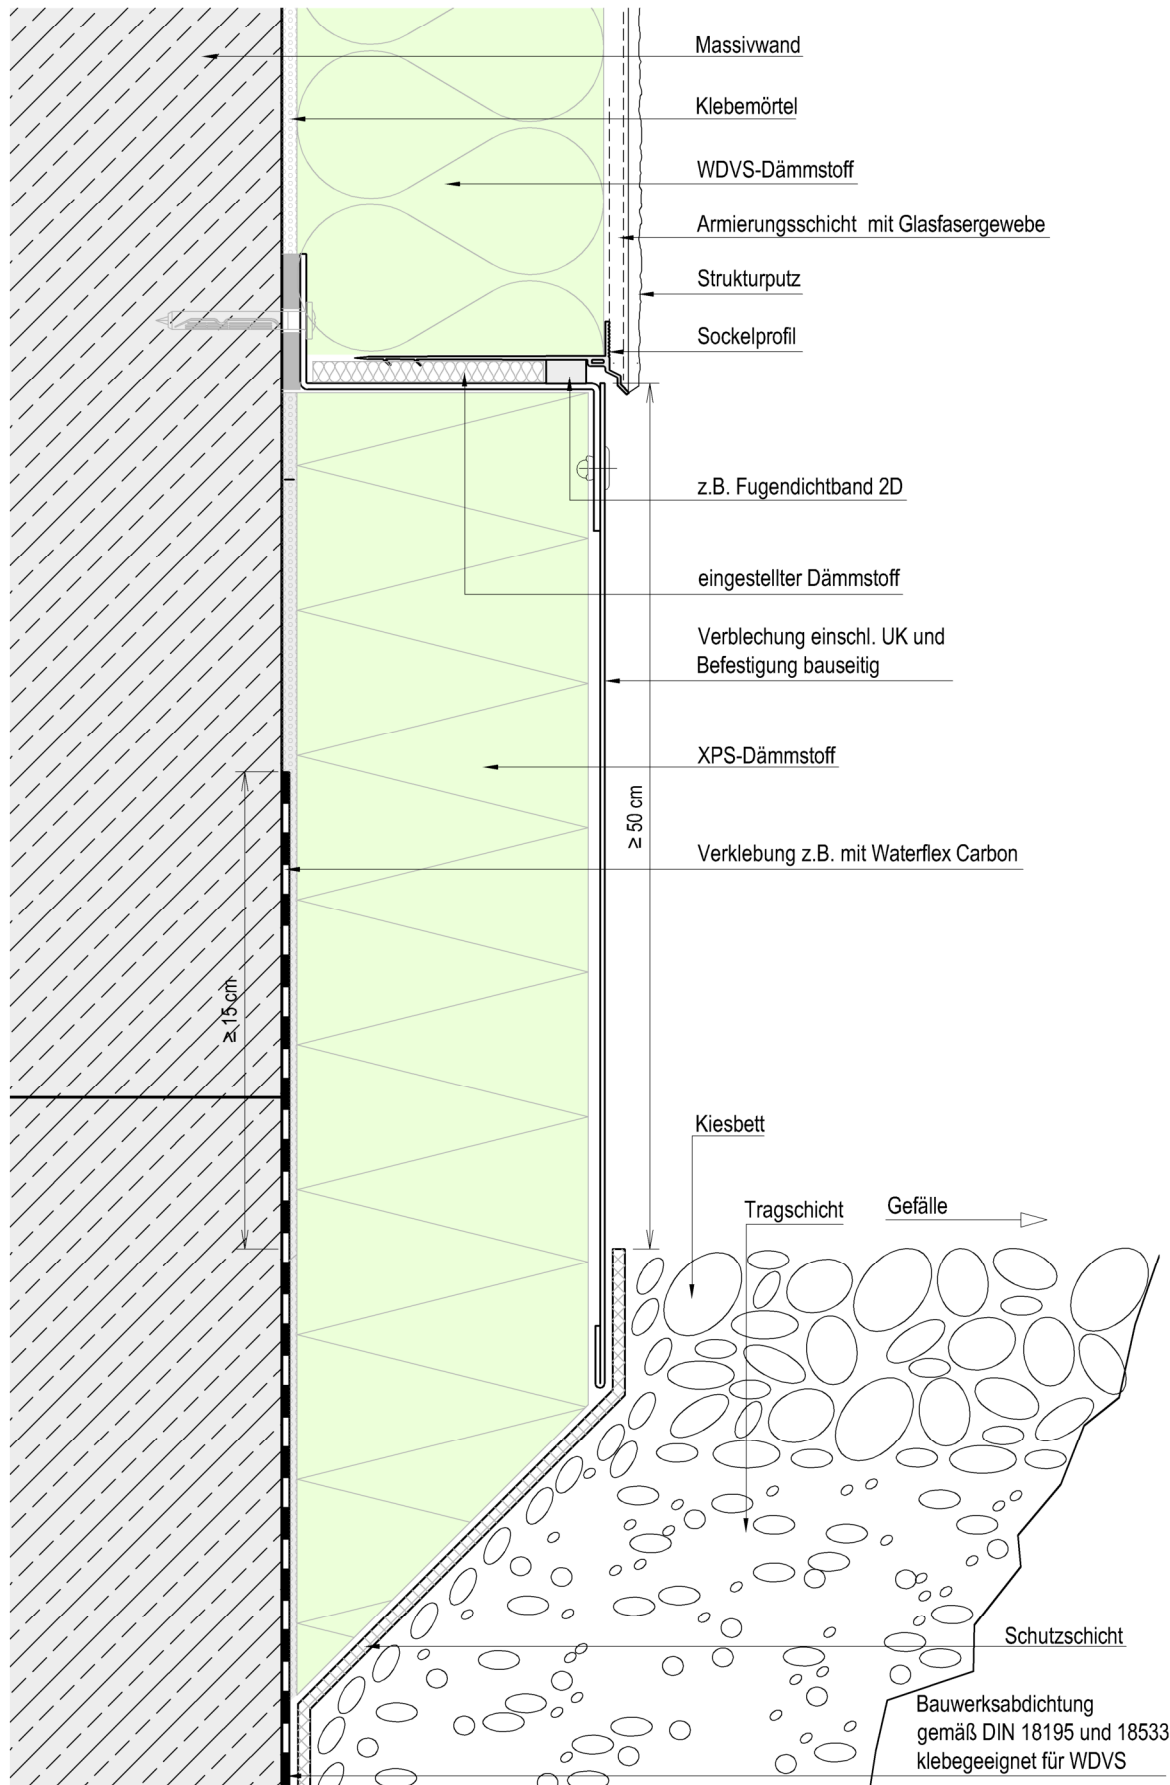 Massivwand
Klebemörtel
WDVS-Dämmstoff
Armierungsschicht mit Glasfasergewebe
Strukturputz
Sockelprofil
z.B. Fugendichtband 2D
eingestellter Dämmstoff
Verblechung einschl. UK und
Befestigung bauseitig
XPS-Dämmstoff
≥ 50 cm
Verklebung z.B. mit Waterflex Carbon
≥ 15 cm
Kiesbett
Tragschicht
Gefälle
Schutzschicht
Bauwerksabdichtung
gemäß DIN 18195 und 18533
klebegeeignet für WDVS